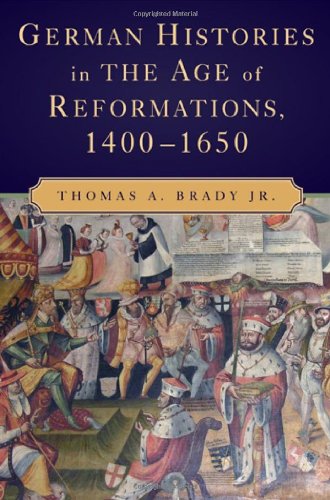 GERMAN HISTORIES
in THE AGE of
REFORMATIONS,
1400–1650
THOMAS A. BRADY JR.